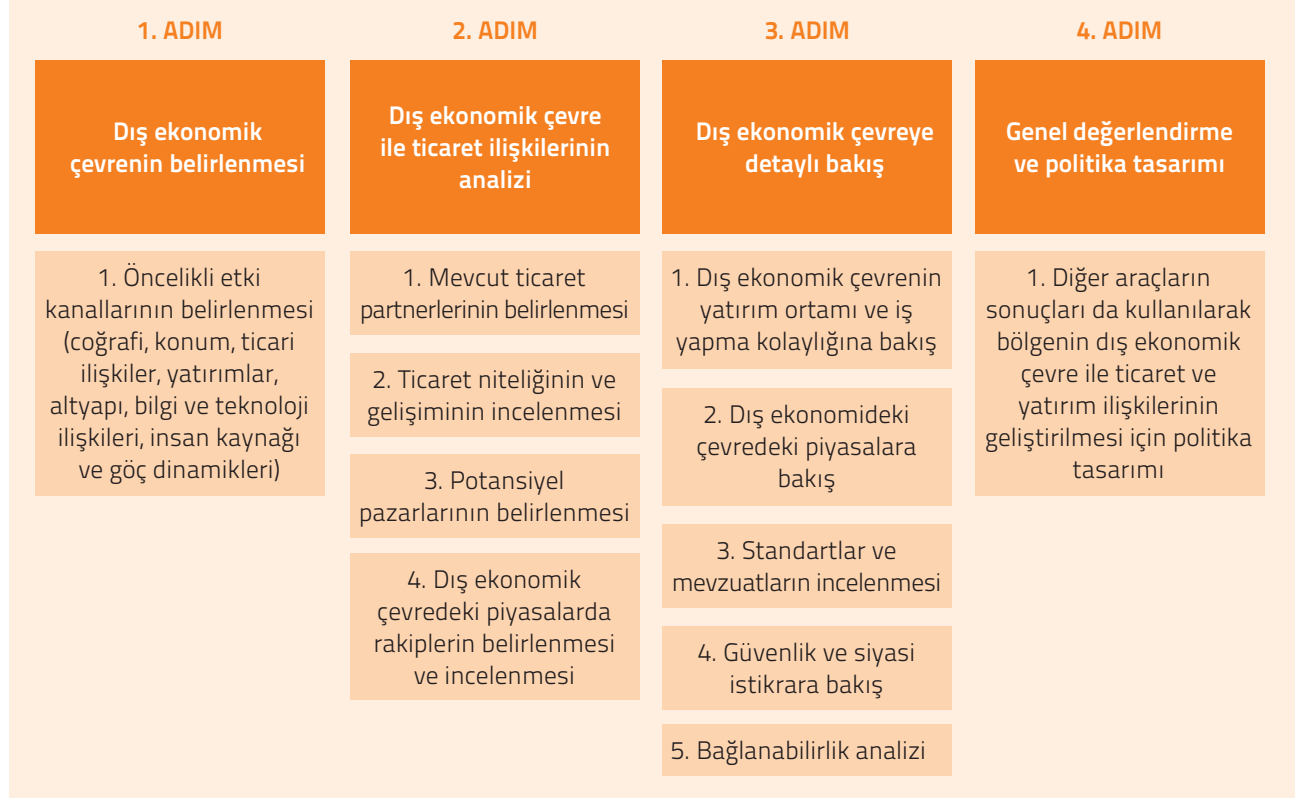 1. ADIM
Dış ekonomik
çevrenin belirlenmesi
1. Öncelikli etki
kanallarının belirlenmesi
(coğrafi, konum, ticari
ilişkiler, yatırımlar,
altyapı, bilgi ve teknoloji
ilişkileri, insan kaynağı
ve göç dinamikleri)
2. ADIM
Dış ekonomik çevre
ile ticaret ilişkilerinin
analizi
1. Mevcut ticaret
partnerlerinin belirlenmesi
2. Ticaret niteliğinin ve
gelişiminin incelenmesi
3. Potansiyel
pazarlarının belirlenmesi
4. Dış ekonomik
çevredeki piyasalarda
rakiplerin belirlenmesi
ve incelenmesi
3. ADIM
Dış ekonomik çevreye
detaylı bakış
1. Dış ekonomik çevrenin
yatırım ortamı ve iş
yapma kolaylığına bakış
2. Dış ekonomideki
çevredeki piyasalara
bakış
3. Standartlar ve
mevzuatların incelenmesi
4. Güvenlik ve siyasi
istikrara bakış
5. Bağlanabilirlik analizi
4. ADIM
Genel değerlendirme
ve politika tasarımı
1. Diğer araçların
sonuçları da kullanılarak
bölgenin dış ekonomik
çevre ile ticaret ve
yatırım ilişkilerinin
geliştirilmesi için politika
tasarımı